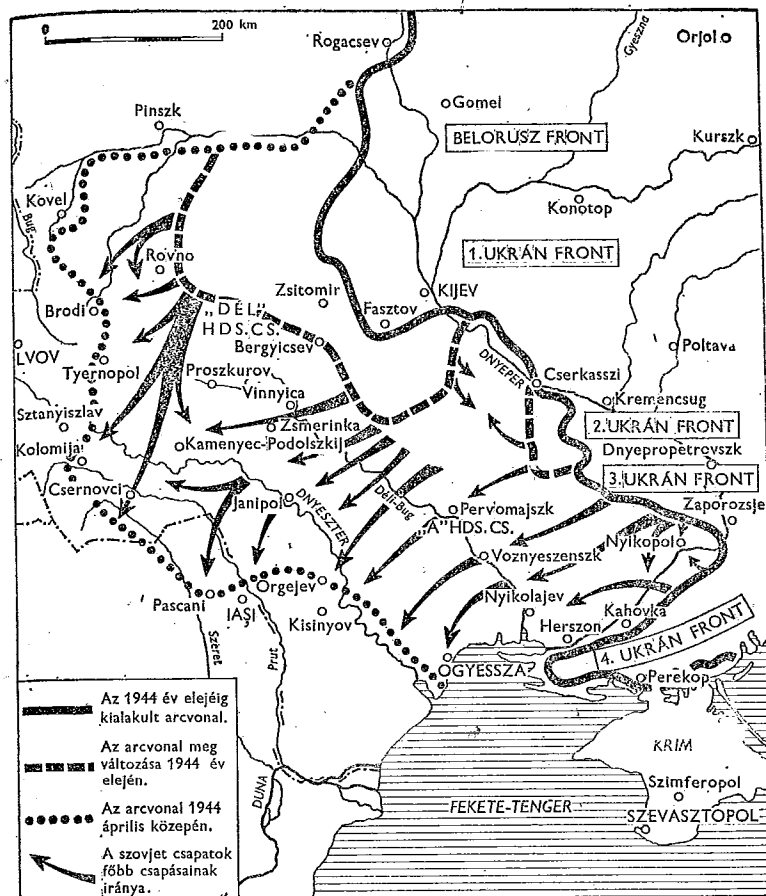 0 200 km
Rogacsev
Gyeszna
Orjol
Pinszk
Gomel
BELORUSZ FRONT
Kurszk
Kovel
Konotop
Bug
1. UKRÁN FRONT
Rovno
Zsitomir
KIJEV
Fasztov
Brodi
„DÉL”
HDS.CS.
Bergyicsev
LVOV
DNYEPER
Poltava
Tyernopol
Proszkurov
Cserkasszi
Vinnyica
Kremencsug
Sztanyiszlav
Zsmerinka
2. UKRÁN FRONT
Kolomija
Kamenyec-Podolszkij
Dnyepropetrovszk
3. UKRÁN FRONT
Csernovci
Janipol
DNYESZTER
Déli-Bug
Pervomajszk
Zaporozsje
„A” HDS.CS.
Nyikopol
Voznyeszenszk
Orgejev
Nyikolajev
Pascani
IAŞI
Kisinyov
Kahovka
Herszon
Szeret
Prut
4. UKRÁN FRONT
OGYESSZA
Perekop
Az 1944 év elejéig
kialakult arcvonal.
KRIM
Az arcvonal meg
változása 1944 év
elején.
Szimferopol
DUNA
FEKETE-TENGER
SZEVASZTOPOL
Az arcvonal 1944
április közepén.
A szovjet csapatok
főbb csapásainak
iránya.